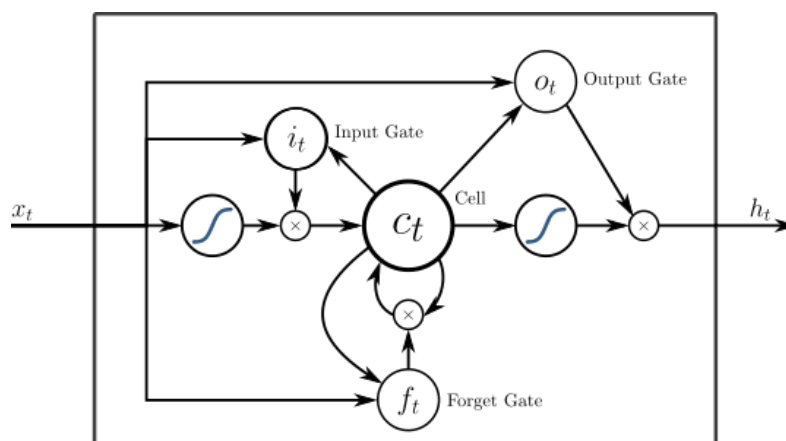 o_t Output Gate
i_t Input Gate
x_t
Cell
h_t
×
c_t
×
×
f_t Forget Gate